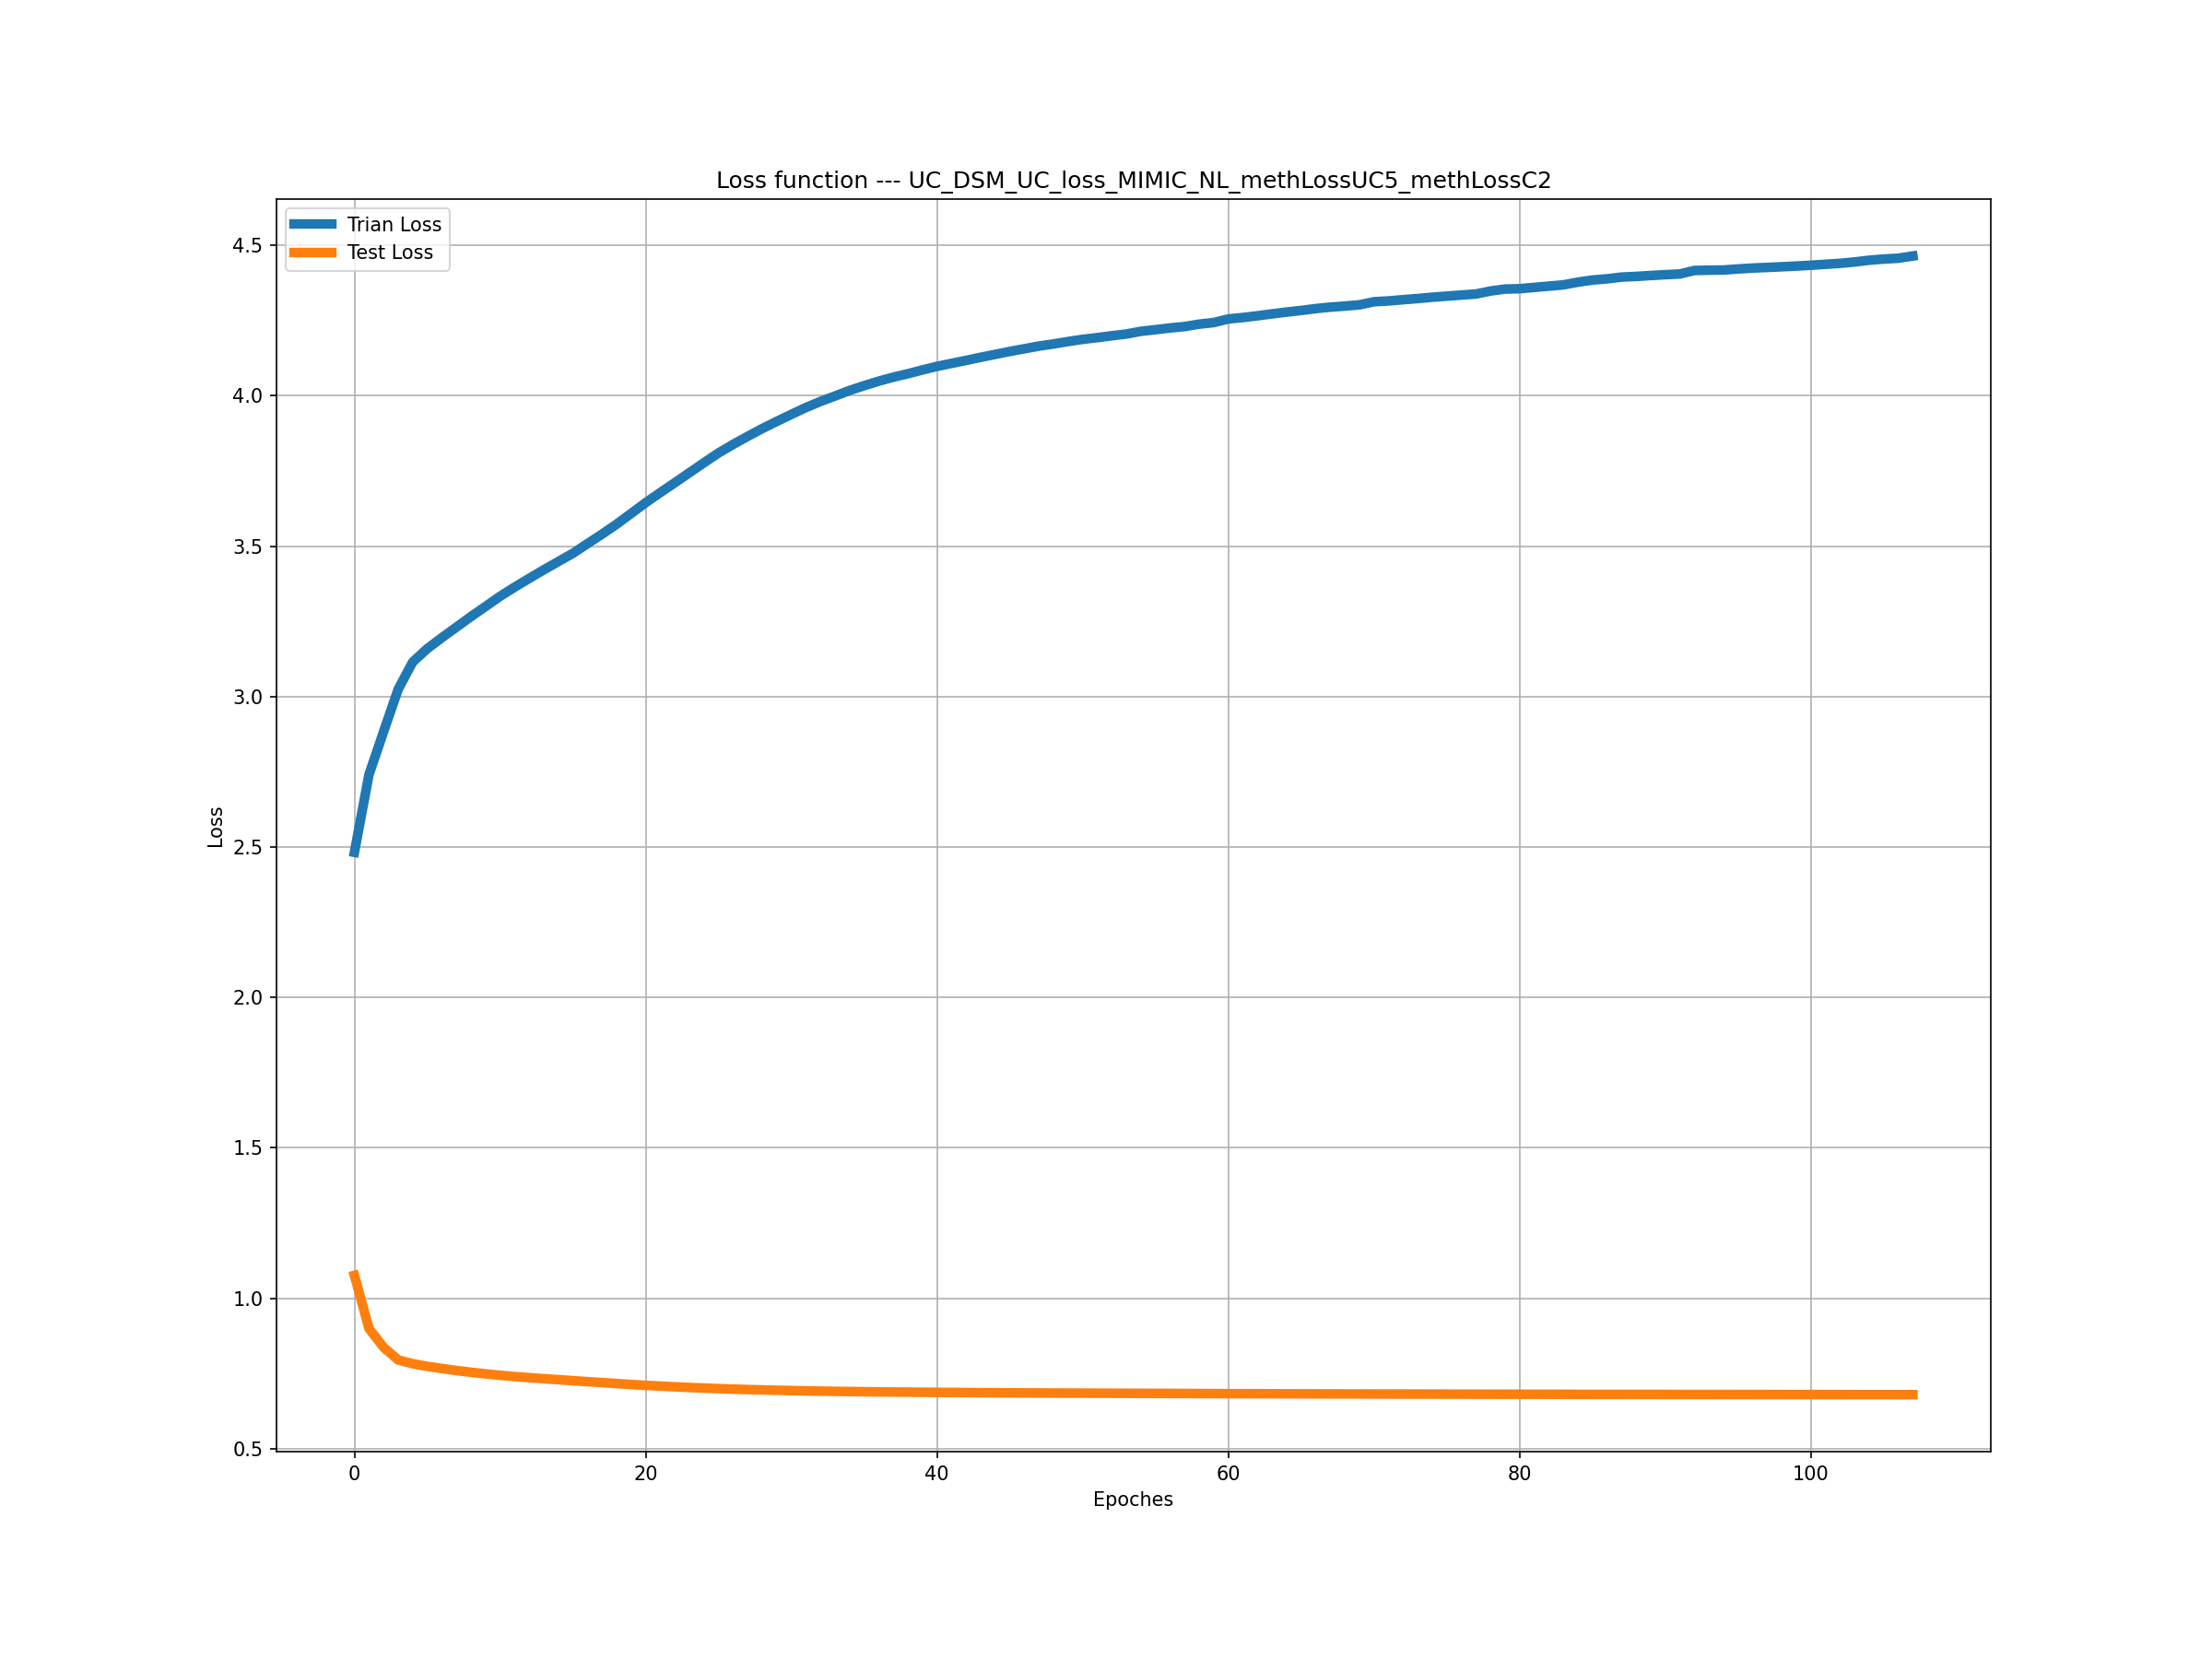 Loss function --- UC_DSM_UC_loss_MIMIC_NL_methLossUC5_methLossC2
Trian Loss
Test Loss
4.5
4.0
3.5
3.0
2.5
2.0
1.5
1.0
0.5
Loss
0 20 40 60 80 100
Epoches